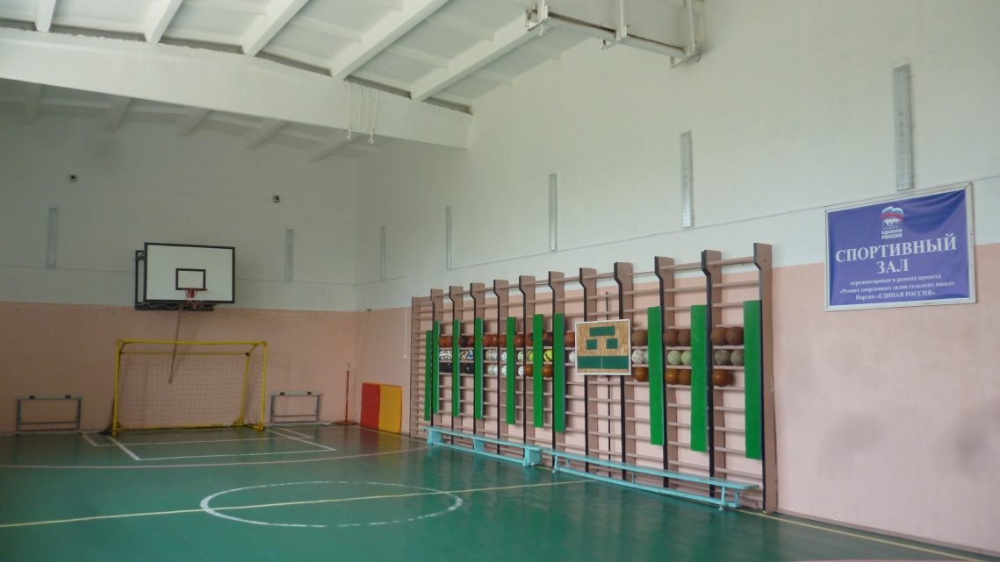 ЕДИНАЯ
РОССИЯ
СПОРТИВНЫЙ
ЗАЛ
отремонтирован в рамках проекта
«Ремонт спортивных залов сельских школ»
Партии «ЕДИНАЯ РОССИЯ»